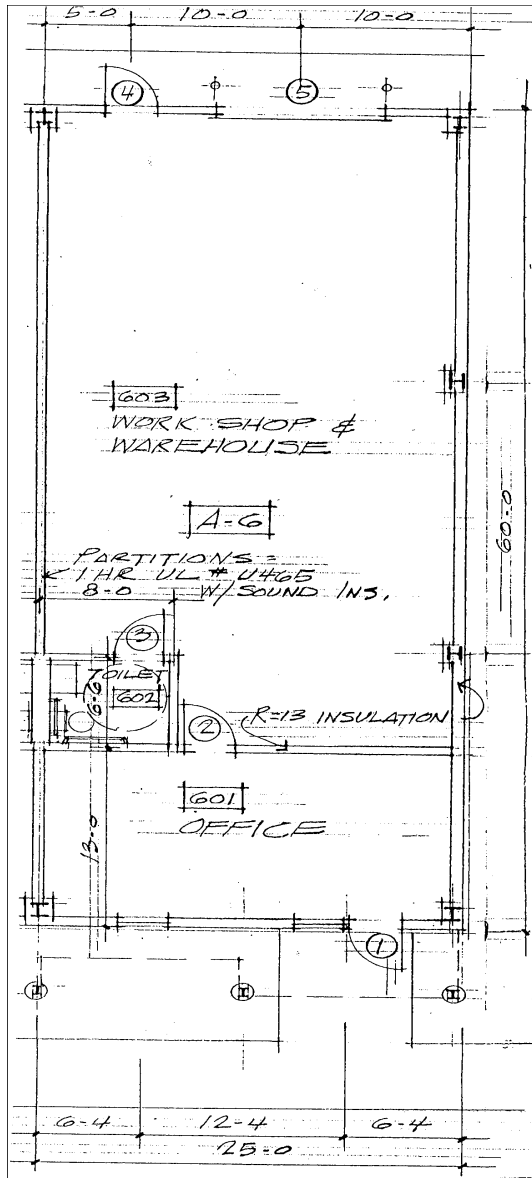 5-0 10-0 10-0
4 5
603
WORK SHOP &
WAREHOUSE
A-6
60-0
PARTITIONS =
1 HR UL # U465
8-0 W/ SOUND INS.
3
TOILET
6-6
602
2
R=13 INSULATION
601
OFFICE
13-0
1
6-4 12-4 6-4
25-0